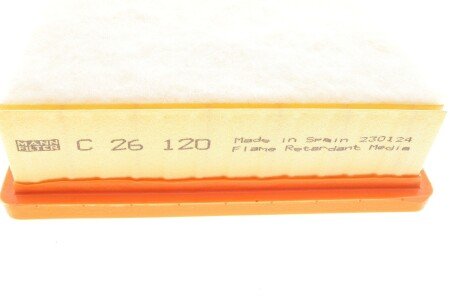 MANN
FILTER
C 26 120
Made in Spain 230124
Flame Retardant Media